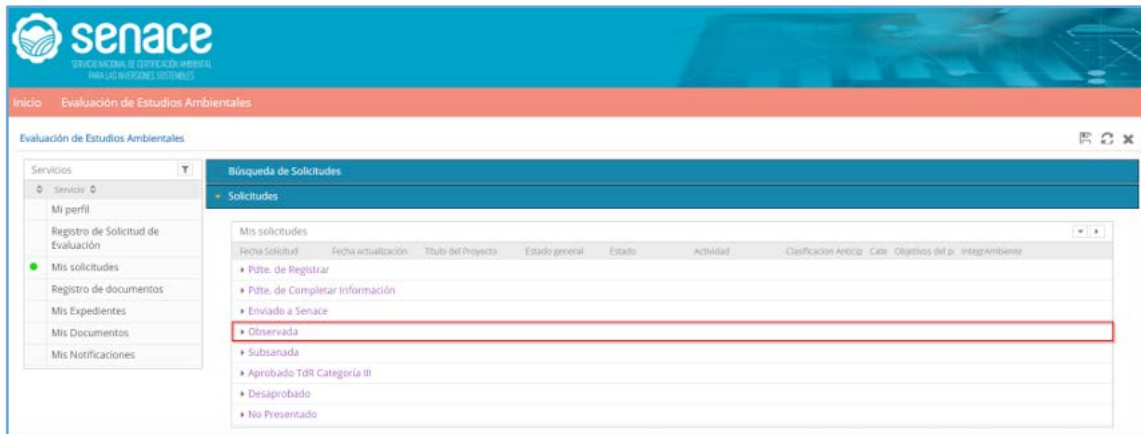 senace
SERVICIO NACIONAL DE CERTIFICACIÓN AMBIENTAL
PARA LAS INVERSIONES SOSTENIBLES
Inicio Evaluación de Estudios Ambientales
Evaluación de Estudios Ambientales
Servicios
Servicio
Mi perfil
Registro de Solicitud de
Evaluación
Mis solicitudes
Registro de documentos
Mis Expedientes
Mis Documentos
Mis Notificaciones
Búsqueda de Solicitudes
Solicitudes
Mis solicitudes
Fecha Solicitud Fecha actualización Título del Proyecto Estado general Estado Actividad Clasificación Anticip Cate Objetivos del p IntegrAmbiente
Pdte. de Registrar
Pdte. de Completar Información
Enviado a Senace
Observada
Subsanada
Aprobado TdR Categoría III
Desaprobado
No Presentado